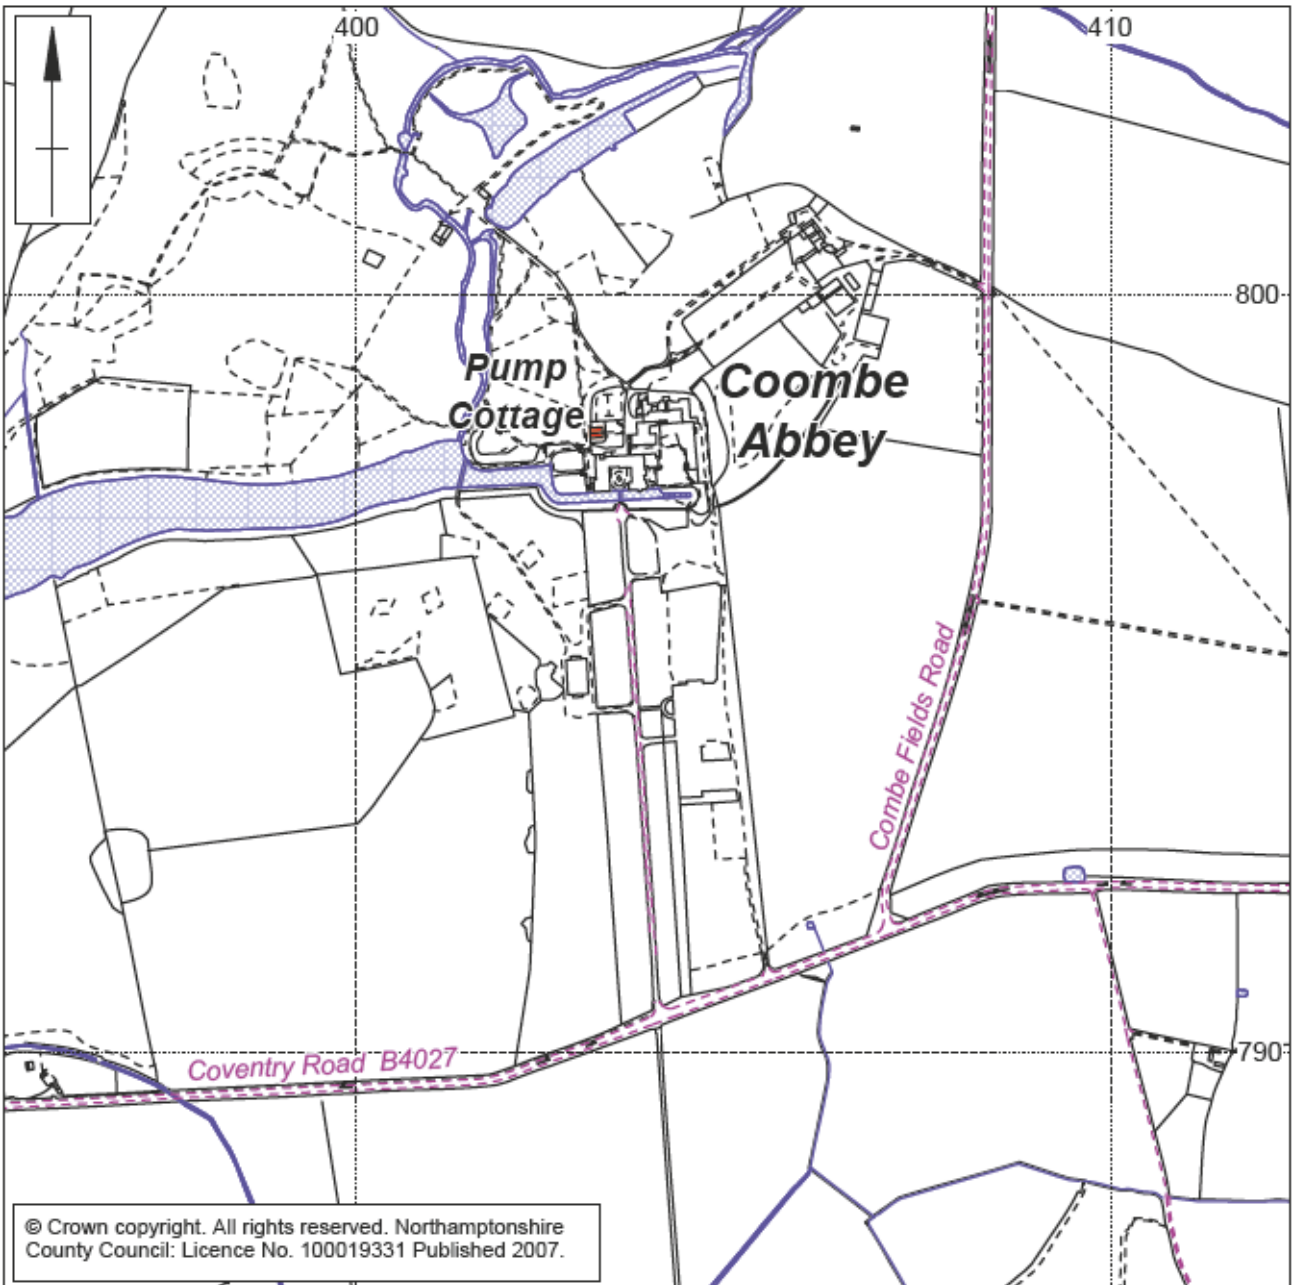 400
410
800
Pump
Cottage
Coombe
Abbey
Combe Fields Road
790
Coventry Road B4027
© Crown copyright. All rights reserved. Northamptonshire
County Council: Licence No. 100019331 Published 2007.